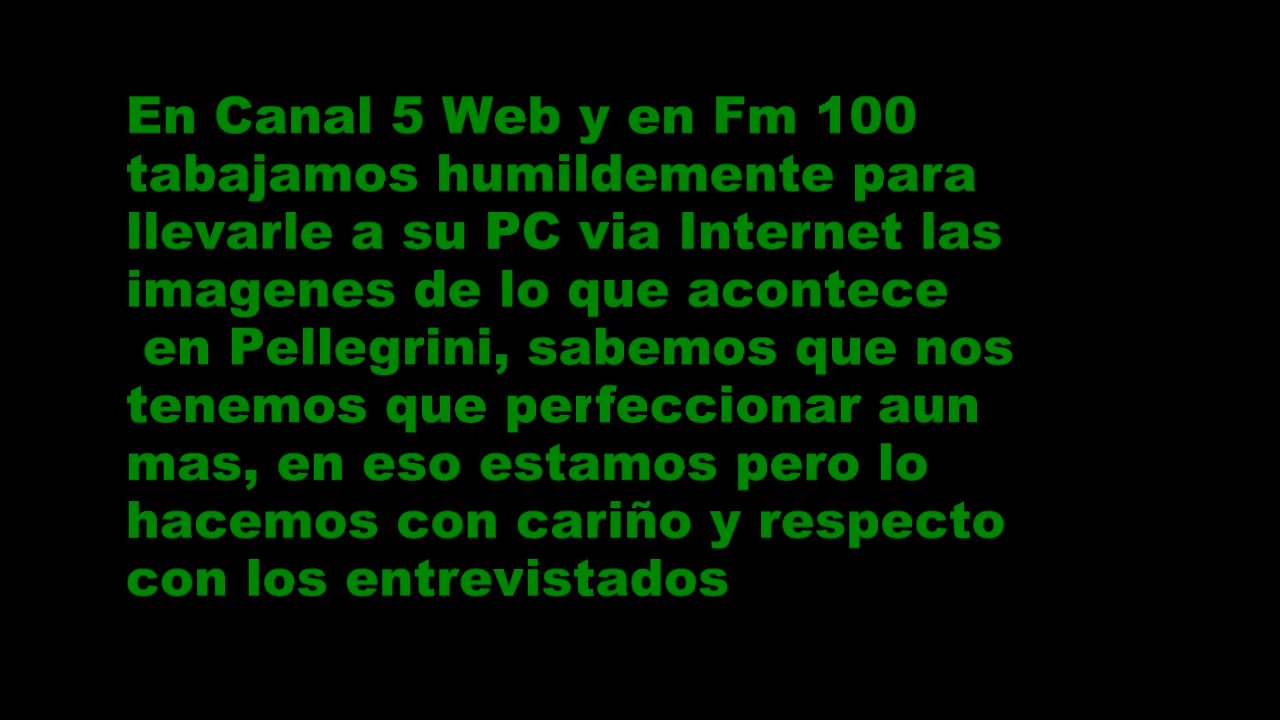 En Canal 5 Web y en Fm 100
tabajamos humildemente para
llevarle a su PC via Internet las
imagenes de lo que acontece
en Pellegrini, sabemos que nos
tenemos que perfeccionar aun
mas, en eso estamos pero lo
hacemos con cariño y respecto
con los entrevistados